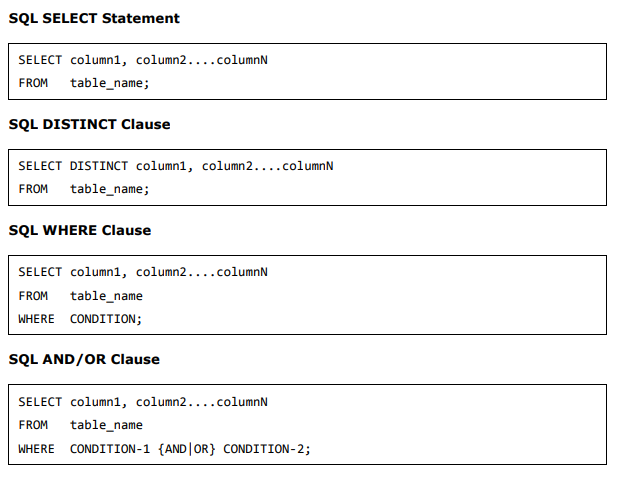 SQL SELECT Statement
SELECT column1, column2....columnN
FROM   table_name;
SQL DISTINCT Clause
SELECT DISTINCT column1, column2....columnN
FROM   table_name;
SQL WHERE Clause
SELECT column1, column2....columnN
FROM   table_name
WHERE  CONDITION;
SQL AND/OR Clause
SELECT column1, column2....columnN
FROM   table_name
WHERE  CONDITION-1 {AND|OR} CONDITION-2;